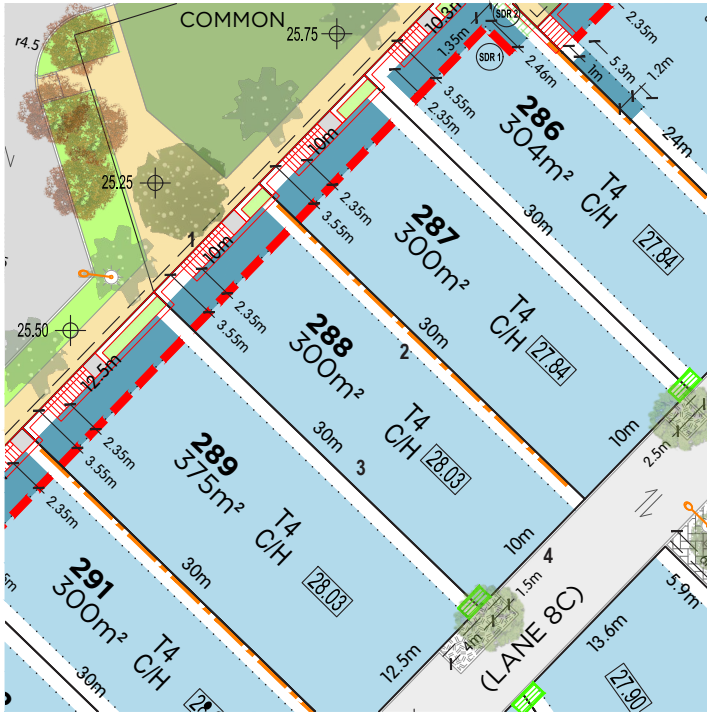 COMMON
25.75
10.3m
r4.5
1.35m
SDR 1
SDR 2
2.46m
2.35m
5.3m
1m
1.2m
24m
3.55m
2.35m
286
304m²
T4
C/H
27.84
30m
25.25
10m
2.35m
3.55m
287
300m²
T4
C/H
27.84
30m
1
10m
2.35m
3.55m
288
300m²
T4
C/H
28.03
30m
2
25.50
12.5m
2.35m
3.55m
289
375m²
T4
C/H
28.03
30m
3
10m
2.5m
10m
4
1.5m
4m
12.5m
(LANE 8C)
5.9m
13.6m
27.90
2.35m
291
300m²
T4
C/H
30m
30m